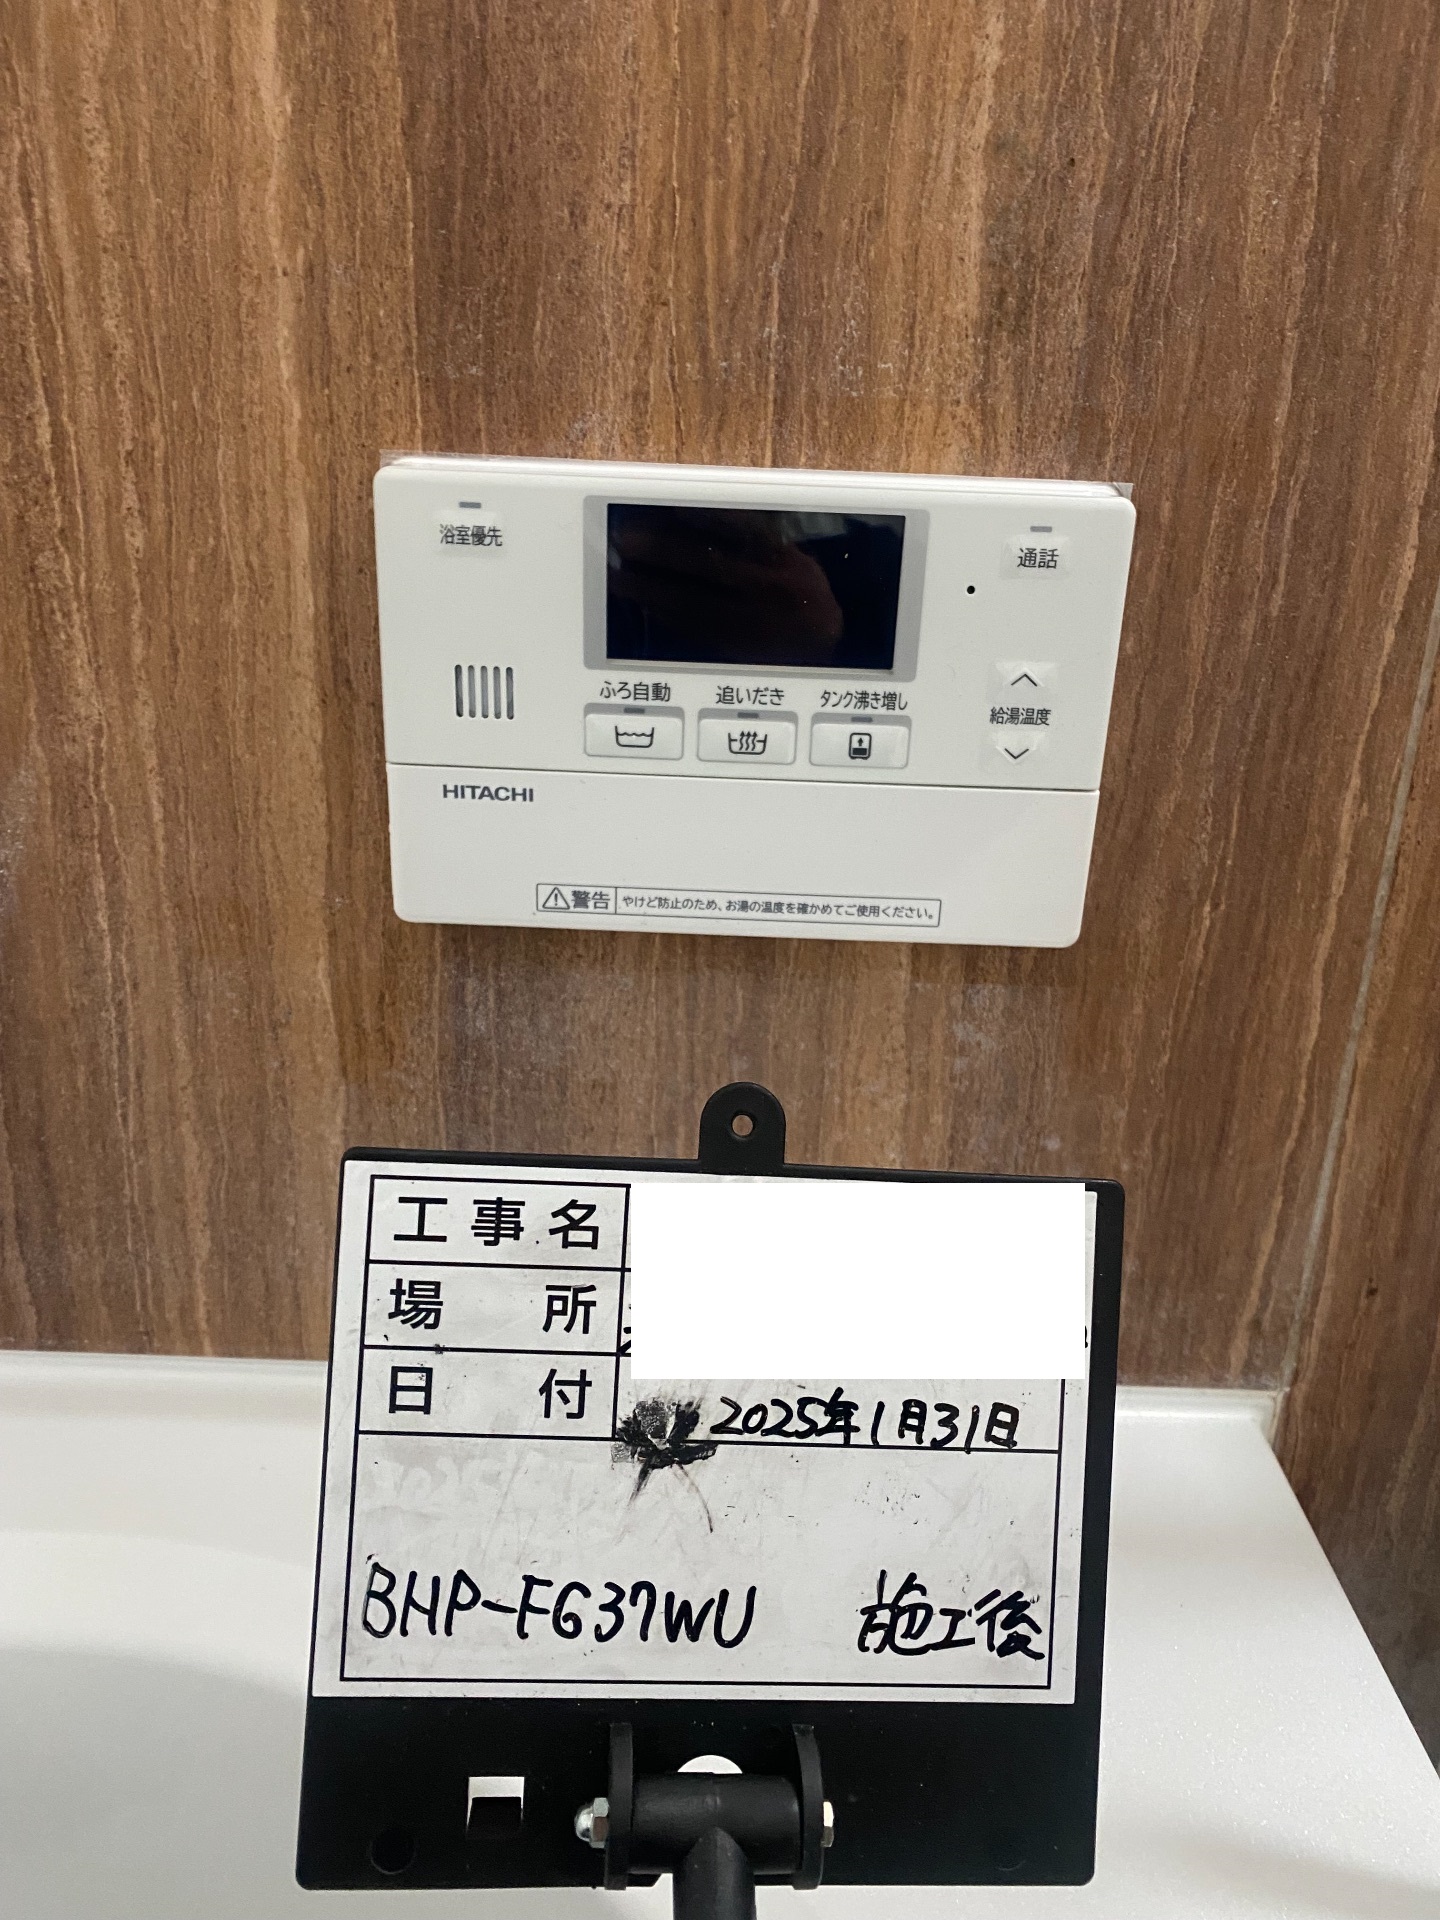 浴室優先
通話
ふろ自動 追いだき タンク沸き増し
給湯温度
HITACHI
警告 やけど防止のため、お湯の温度を確かめてご使用ください。
工事名
場所
日付 2025年1月31日
BHP-FG37WU 施工後